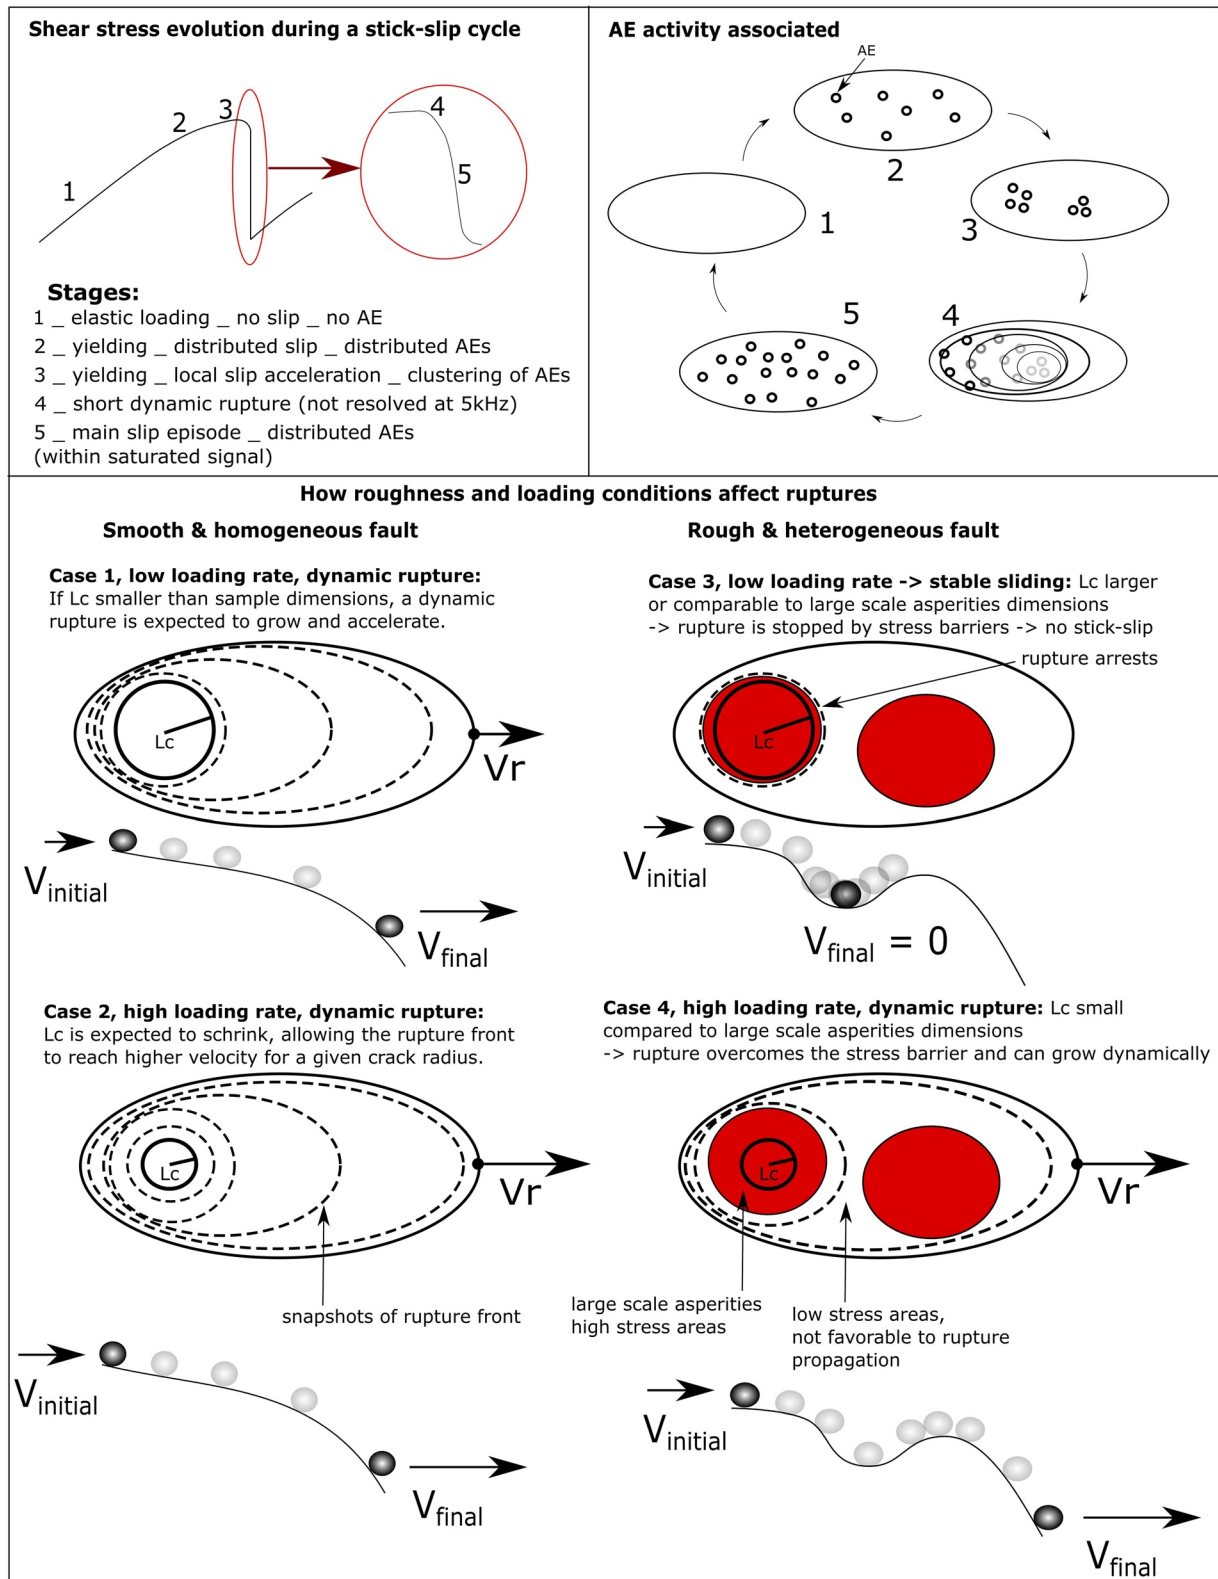 Shear stress evolution during a stick-slip cycle
1
2
3
4
5
Stages:
1 _ elastic loading _ no slip _ no AE
2 _ yielding _ distributed slip _ distributed AEs
3 _ yielding _ local slip acceleration _ clustering of AEs
4 _ short dynamic rupture (not resolved at 5kHz)
5 _ main slip episode _ distributed AEs
(within saturated signal)
AE activity associated
AE
2
1
3
5
4
How roughness and loading conditions affect ruptures
Smooth & homogeneous fault
Case 1, low loading rate, dynamic rupture:
If Lc smaller than sample dimensions, a dynamic
rupture is expected to grow and accelerate.
Lc
Vr
Vinitial
Vfinal
Case 2, high loading rate, dynamic rupture:
Lc is expected to schrink, allowing the rupture front
to reach higher velocity for a given crack radius.
Lc
Vr
snapshots of rupture front
Vinitial
Vfinal
Rough & heterogeneous fault
Case 3, low loading rate -> stable sliding: Lc larger
or comparable to large scale asperities dimensions
-> rupture is stopped by stress barriers -> no stick-slip
rupture arrests
Lc
Vinitial
Vfinal = 0
Case 4, high loading rate, dynamic rupture: Lc small
compared to large scale asperities dimensions
-> rupture overcomes the stress barrier and can grow dynamically
Lc
Vr
large scale asperities
high stress areas
low stress areas,
not favorable to rupture
propagation
Vinitial
Vfinal